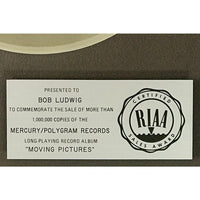 PRESENTED TO
BOB LUDWIG
TO COMMEMORATE THE SALE OF MORE THAN
1,000,000 COPIES OF THE
MERCURY/POLYGRAM RECORDS
LONG-PLAYING RECORD ALBUM
"MOVING PICTURES"
CERTIFIED
RIAA
SALES AWARD